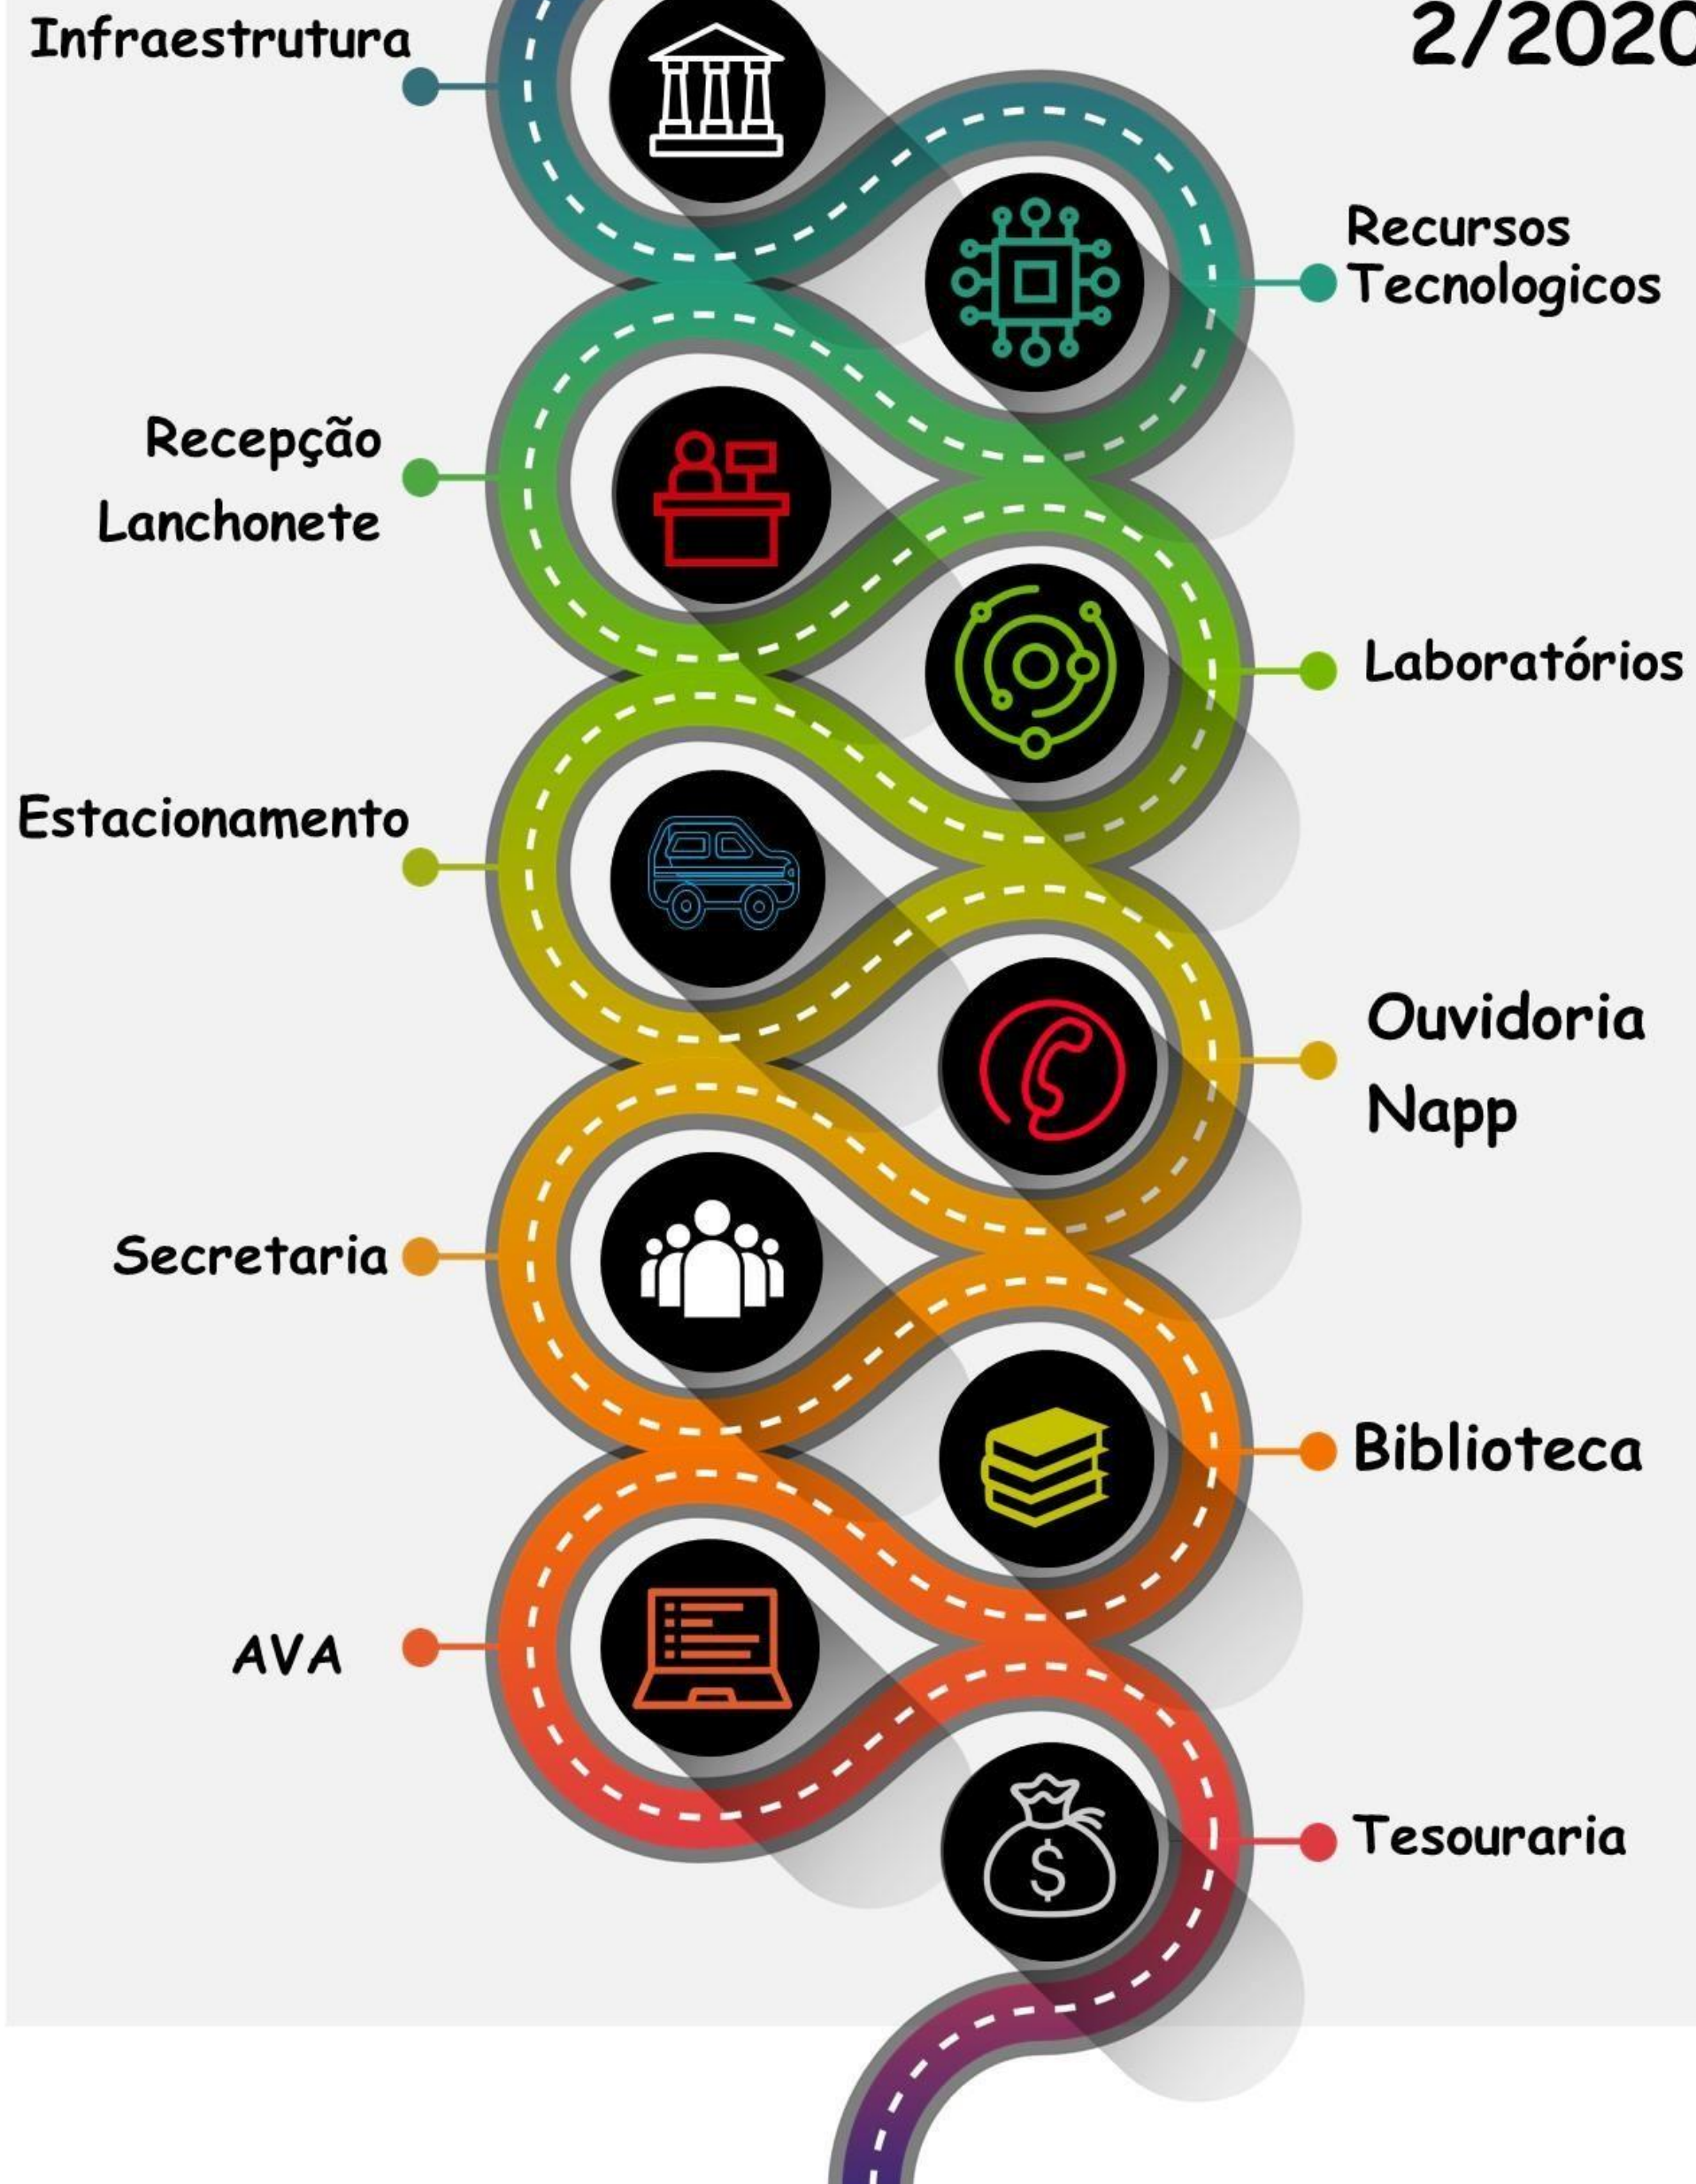 2/2020
Infraestrutura
Recursos
Tecnologicos
Recepção
Lanchonete
Laboratórios
Estacionamento
Ouvidoria
Napp
Secretaria
Biblioteca
AVA
Tesouraria
$